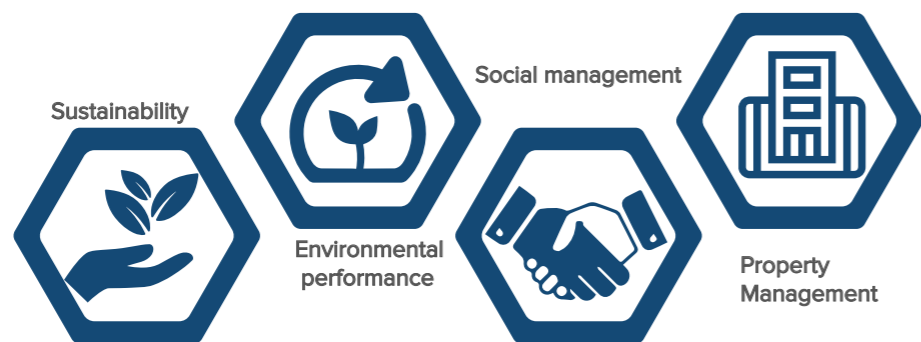 Sustainability
Environmental
performance
Social management
Property
Management